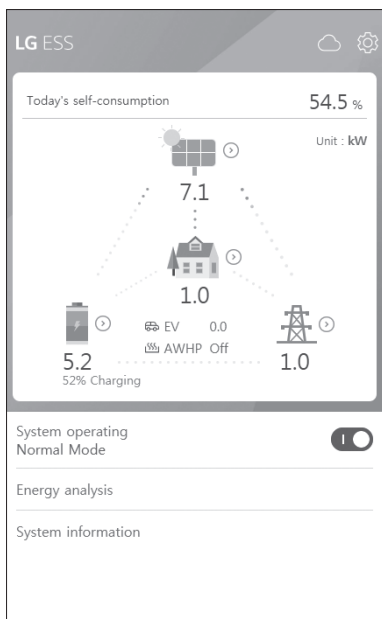 LG ESS
Today's self-consumption 54.5 %
Unit : kW
7.1
1.0
EV 0.0
AWHP Off
5.2
52% Charging
1.0
System operating
Normal Mode
Energy analysis
System information